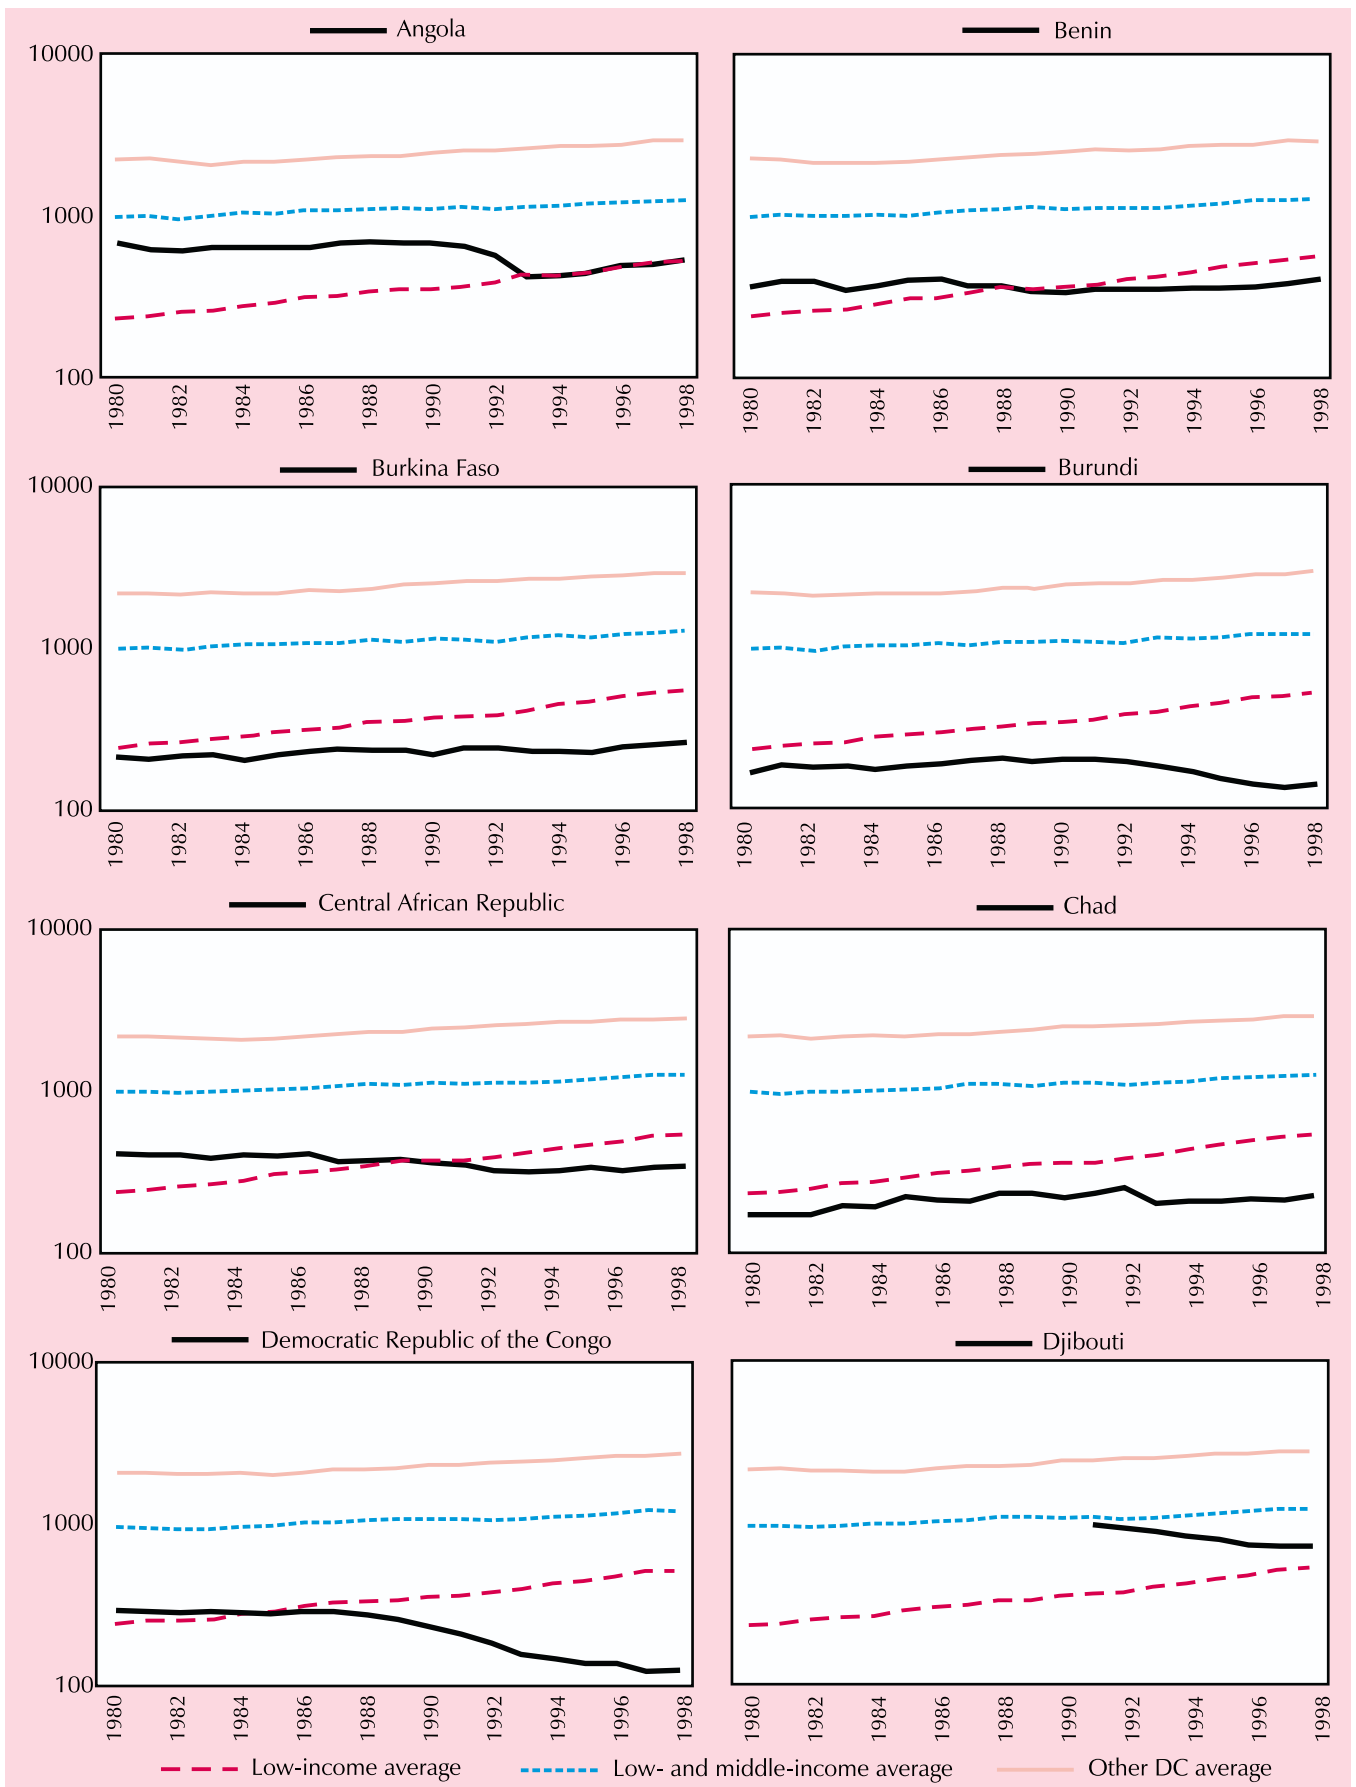 Angola
Benin
10000
1000
100
1980 1982 1984 1986 1988 1990 1992 1994 1996 1998
1980 1982 1984 1986 1988 1990 1992 1994 1996 1998
Burkina Faso
Burundi
10000
1000
100
1980 1982 1984 1986 1988 1990 1992 1994 1996 1998
1980 1982 1984 1986 1988 1990 1992 1994 1996 1998
Central African Republic
Chad
10000
1000
100
1980 1982 1984 1986 1988 1990 1992 1994 1996 1998
1980 1982 1984 1986 1988 1990 1992 1994 1996 1998
Democratic Republic of the Congo
Djibouti
10000
1000
100
1980 1982 1984 1986 1988 1990 1992 1994 1996 1998
1980 1982 1984 1986 1988 1990 1992 1994 1996 1998
Low-income average Low- and middle-income average Other DC average